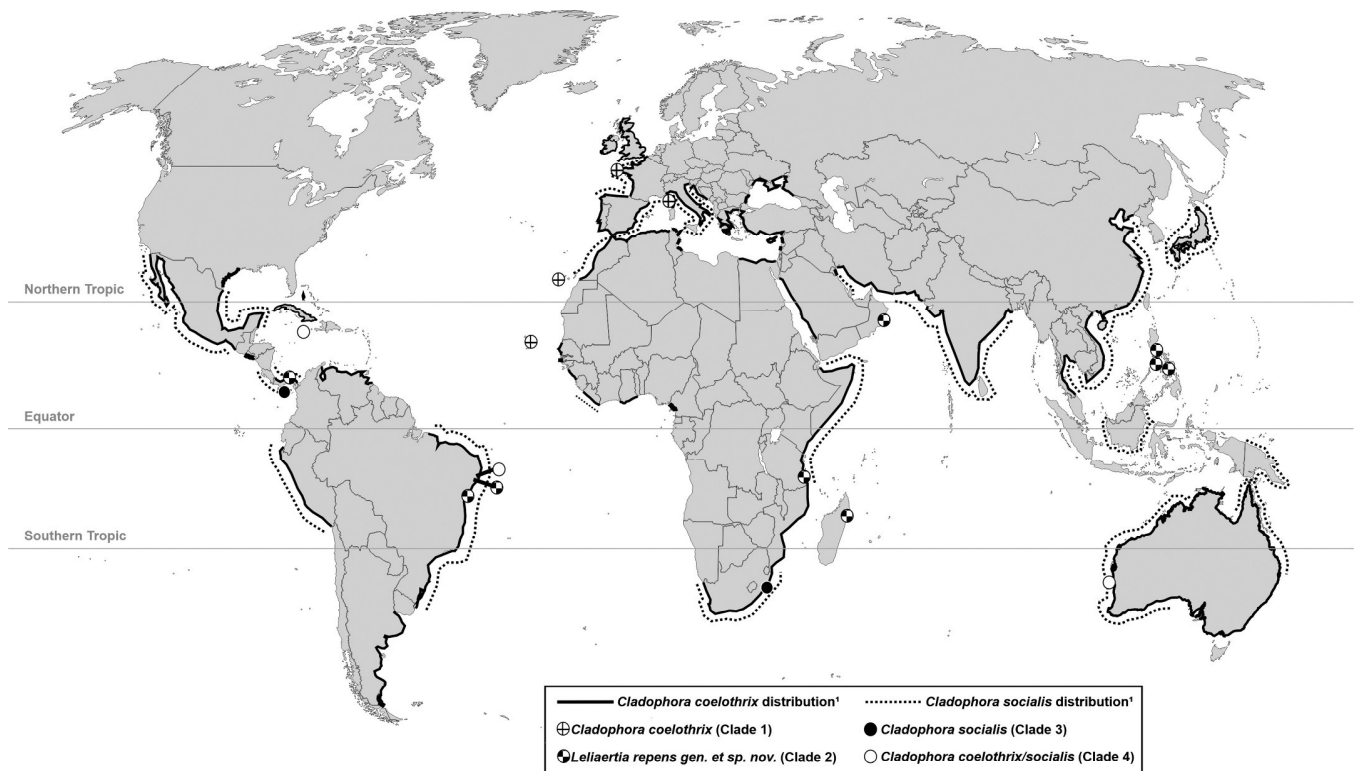 Northern Tropic
Equator
Southern Tropic
Cladophora coelothrix distribution¹
Cladophora socialis distribution¹
Cladophora coelothrix (Clade 1)
Cladophora socialis (Clade 3)
Leliaertia repens gen. et sp. nov. (Clade 2)
Cladophora coelothrix/socialis (Clade 4)